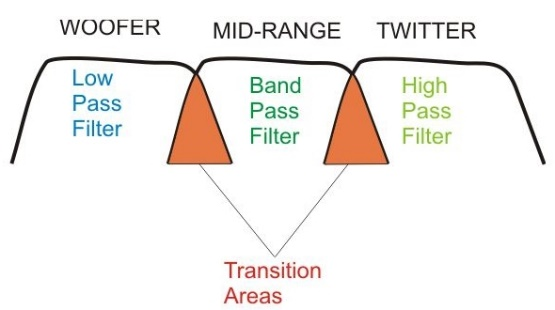 WOOFER
MID-RANGE
TWITTER
Low
Pass
Filter
Band
Pass
Filter
High
Pass
Filter
Transition
Areas